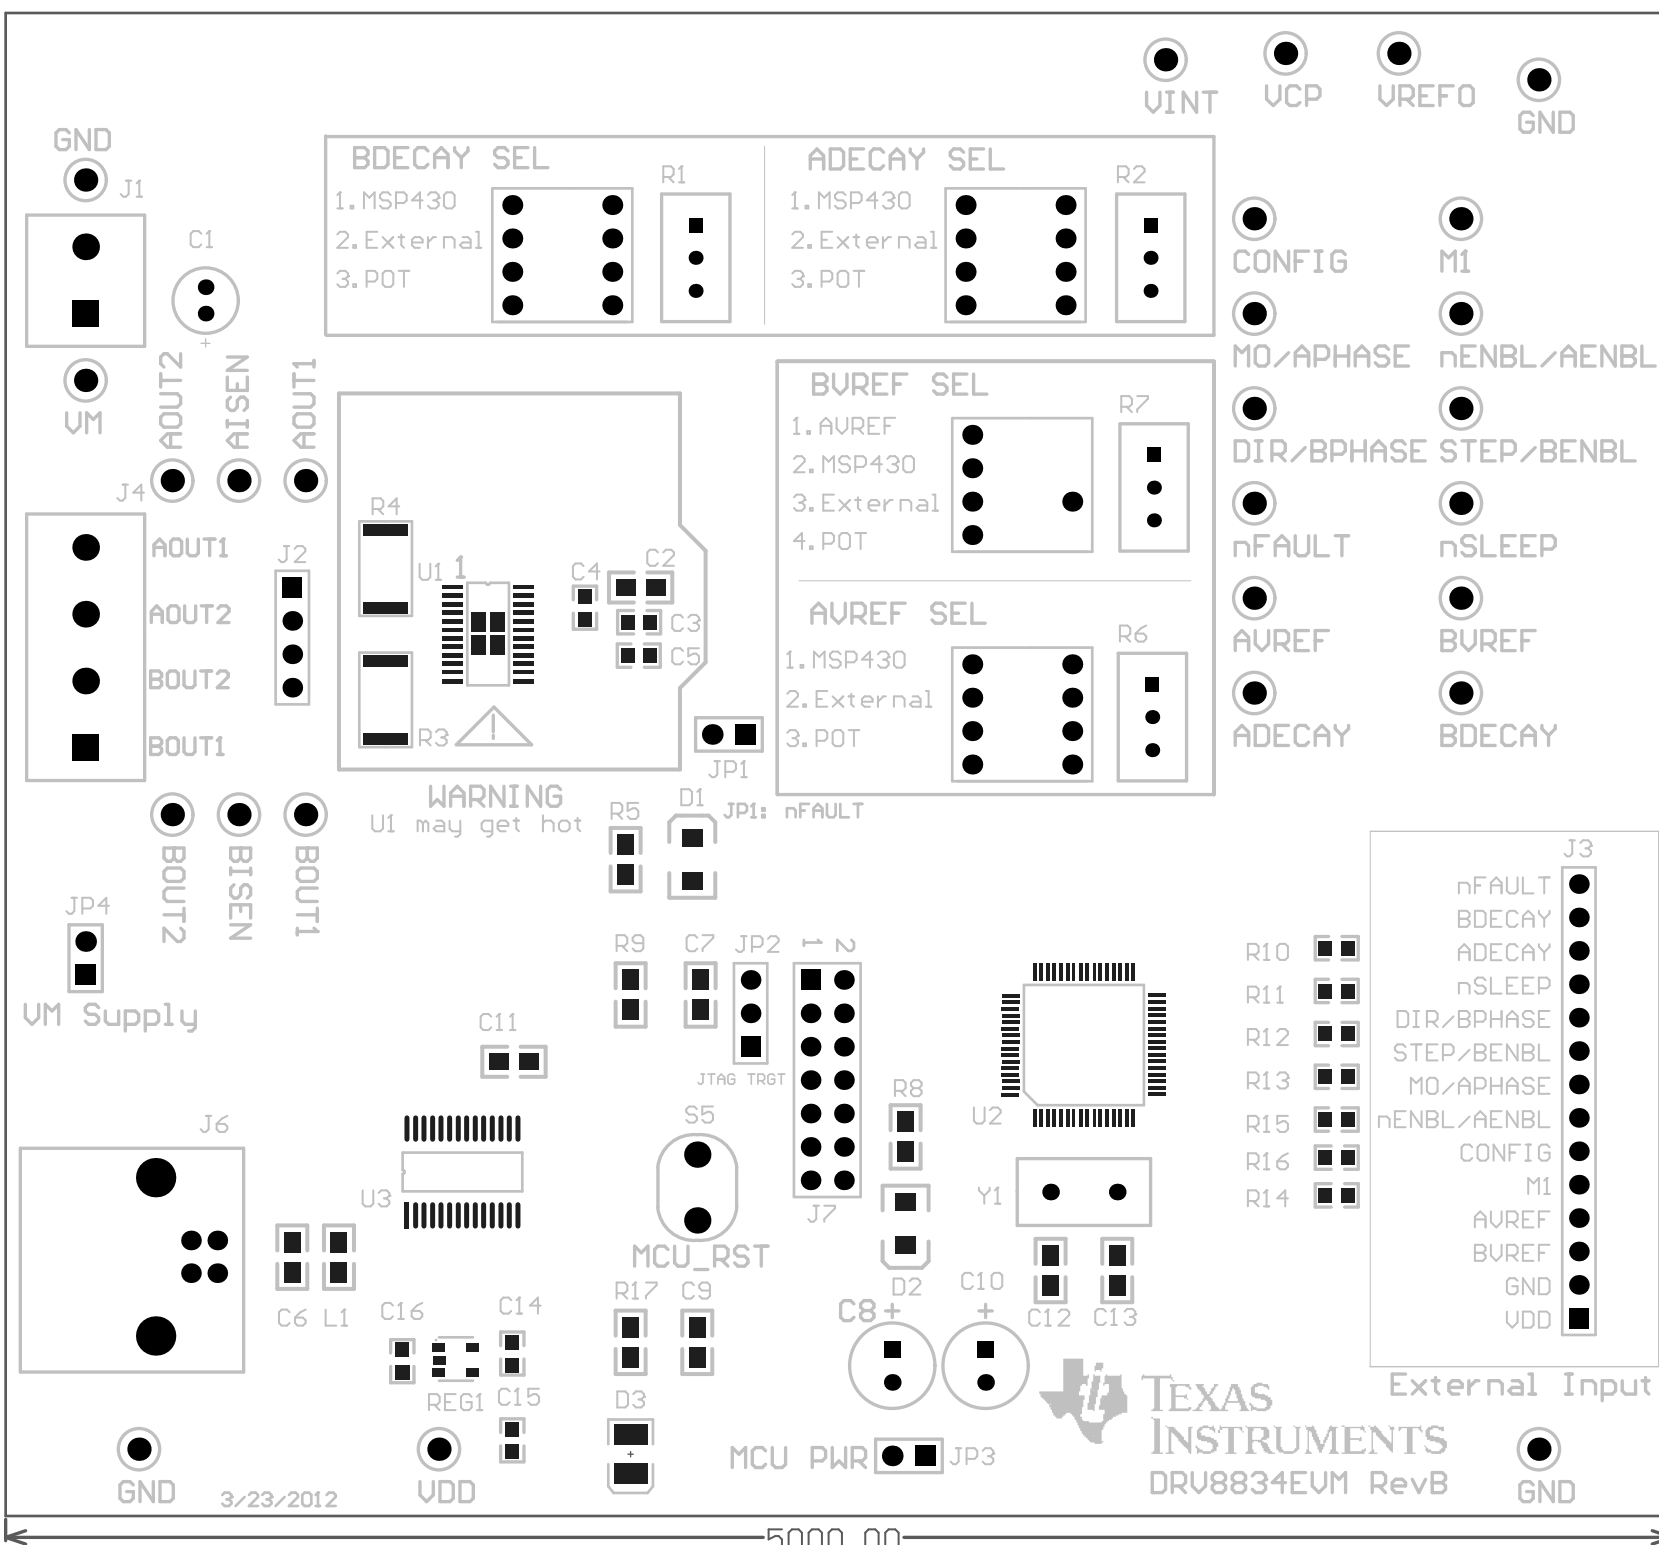 VINT
VCP
VREFO
GND
GND
J1
C1
+
VM
BDECAY SEL
1.MSP430
2.External
3.POT
R1
ADECAY SEL
1.MSP430
2.External
3.POT
R2
CONFIG
M1
M0/APHASE
nENBL/AENBL
DIR/BPHASE
STEP/BENBL
nFAULT
nSLEEP
AVREF
BVREF
ADECAY
BDECAY
AOUT2
AISEN
AOUT1
J4
AOUT1
AOUT2
BOUT2
BOUT1
J2
R4
U1
1
C4
C2
C3
C5
R3
!
WARNING
U1 may get hot
BVREF SEL
1.AVREF
2.MSP430
3.External
4.POT
R7
AVREF SEL
1.MSP430
2.External
3.POT
R6
JP1
JP1: nFAULT
R5
D1
BOUT2
BISEN
BOUT1
JP4
VM Supply
R9
C7
JP2
1
2
JTAG TRGT
C11
S5
MCU_RST
J7
R8
D2
U2
Y1
J6
U3
C6
L1
C16
C14
REG1
C15
R17
C9
D3
+
C8
+
C10
+
C12
C13
R10
R11
R12
R13
R15
R16
R14
J3
nFAULT
BDECAY
ADECAY
nSLEEP
DIR/BPHASE
STEP/BENBL
M0/APHASE
nENBL/AENBL
CONFIG
M1
AVREF
BVREF
GND
VDD
External Input
MCU PWR
JP3
TEXAS
INSTRUMENTS
DRV8834EVM RevB
GND
3/23/2012
VDD
GND
5000.00